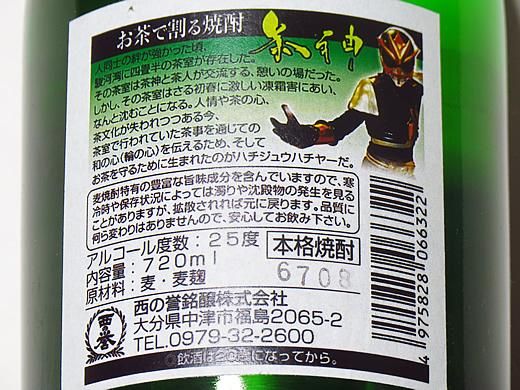 お茶で割る焼酎
茶神
人同士の絆が強かった頃、
駿河湾に四畳半の茶室が存在した。
その茶室は茶神と茶人が交流する、憩いの場だった。
しかし、その茶室はさる初春に激しい凍霜害にあい、
なんと沈むことになる。人情や茶の心、
茶文化が失われつつある今、
茶室で行われていた茶事を通じての
和の心(輪の心)を伝えるため、そして
お茶を守るために生まれたのがハチジュウハチヤーだ。
麦焼酎特有の豊富な旨味成分を含んでいますので、寒
冷時や保存状況によっては濁りや沈殿物の発生を見る
ことがありますが、拡散されれば元に戻ります。品質に
何ら変わりはありませんので、安心してお飲み下さい。
アルコール度数:25度
内容量:720ml
原材料:麦・麦麹
本格焼酎
6708
西の誉
西の誉銘醸株式会社
大分県中津市福島2065-2
TEL.0979-32-2600
飲酒は20歳になってから。
4975828066322